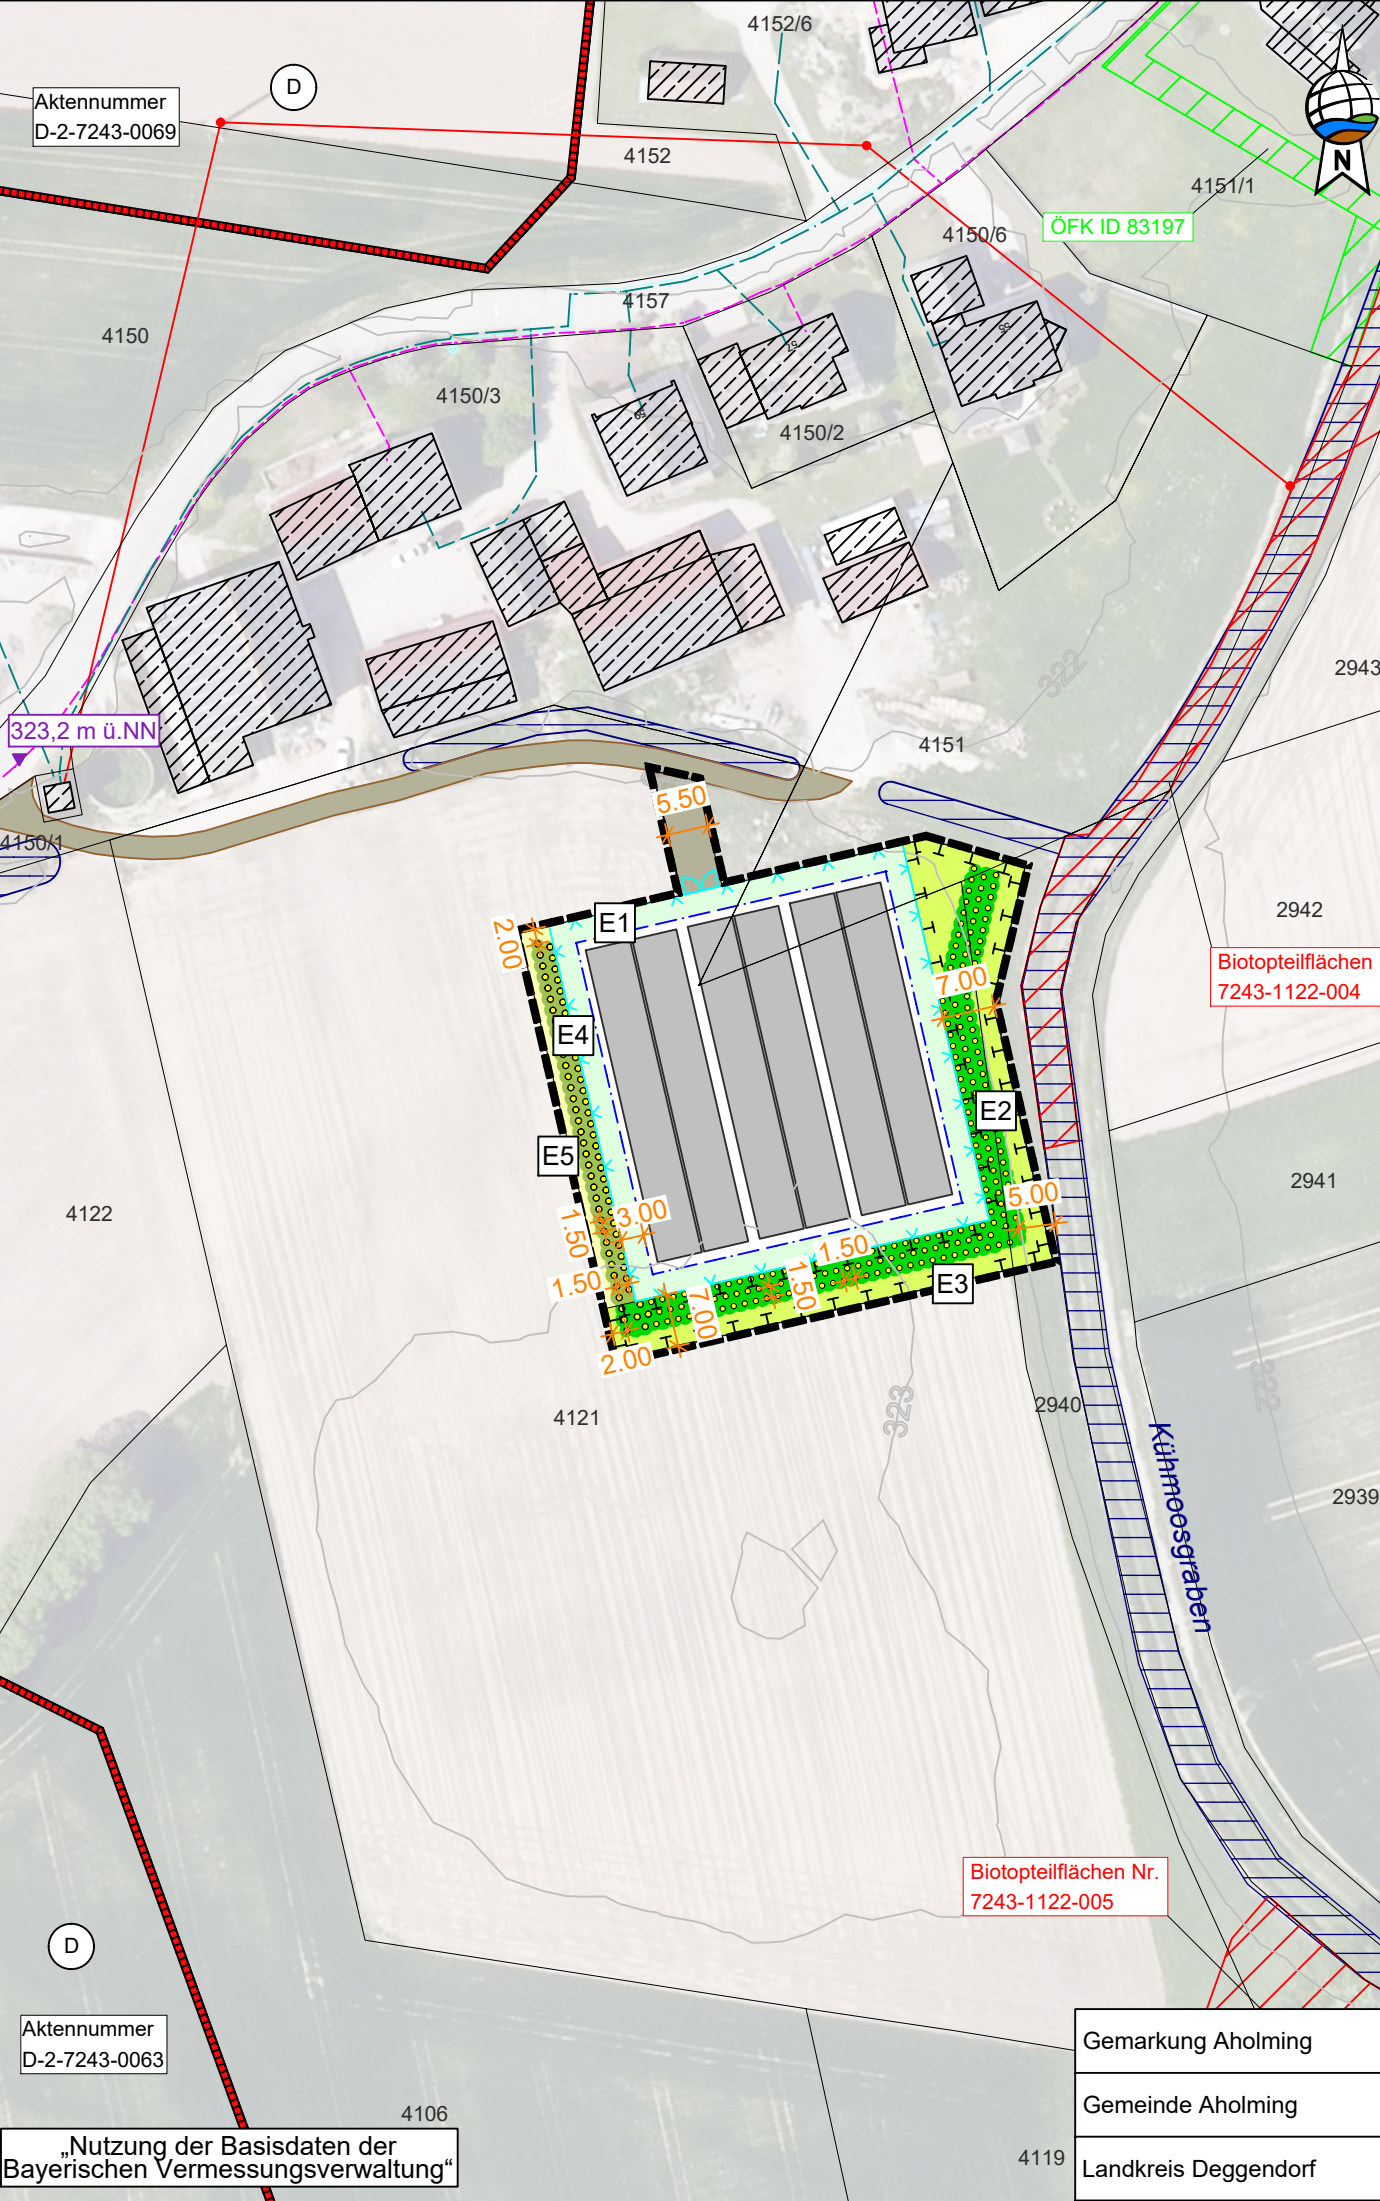 4152/6
D
Aktennummer
D-2-7243-0069
4152
4151/1
N
ÖFK ID 83197
4150/6
4157
4150
57
56
4150/3
59
4150/2
322
2943
323,2 m ü.NN
4151
5.50
4150/1
E1
2.00
2942
Biotopteilflächen
7243-1122-004
7.00
E4
E2
E5
2941
5.00
4122
3.00
1.50
1.50
1.50
1.50
E3
7.00
2.00
322
323
4121
2940
Kühmoosgraben
2939
Biotopteilflächen Nr.
7243-1122-005
D
Aktennummer
D-2-7243-0063
Gemarkung Aholming
Gemeinde Aholming
4106
„Nutzung der Basisdaten der
Bayerischen Vermessungsverwaltung“
4119
Landkreis Deggendorf